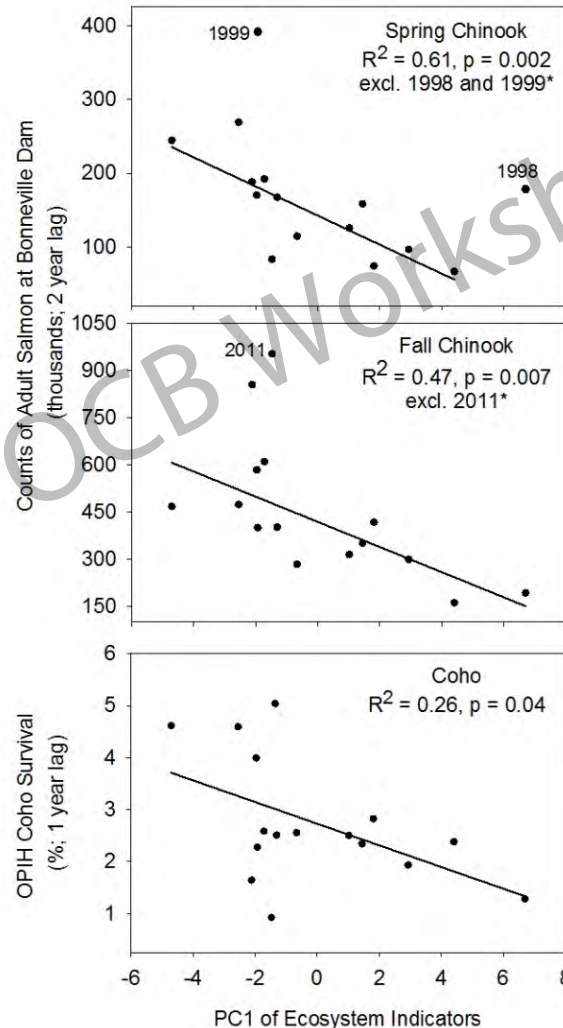 Counts of Adult Salmon at Bonneville Dam
(thousands; 2 year lag)
400
300
200
100
1999
Spring Chinook
R² = 0.61, p = 0.002
excl. 1998 and 1999*
1998
1050
900
750
600
450
300
150
2011
Fall Chinook
R² = 0.47, p = 0.007
excl. 2011*
OPIH Coho Survival
(%; 1 year lag)
6
5
4
3
2
1
Coho
R² = 0.26, p = 0.04
-6 -4 -2 0 2 4 6 8
PC1 of Ecosystem Indicators
OCB Worksh